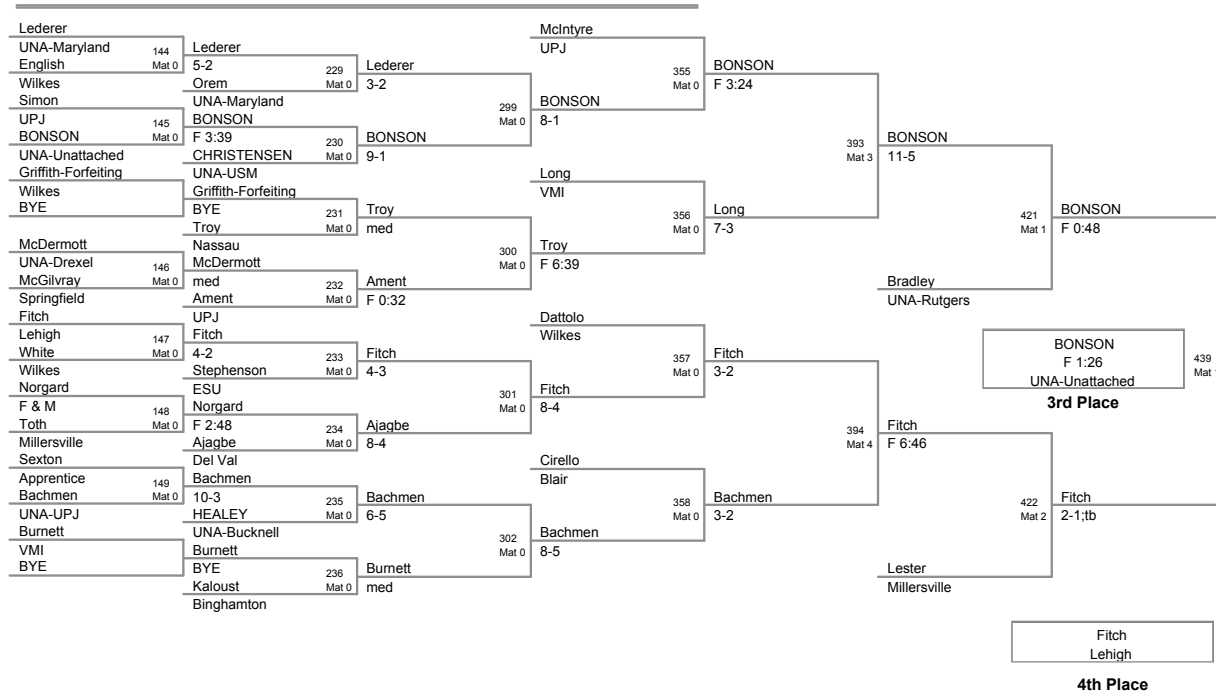 Lederer
UNA-Maryland
English
Wilkes
Simon
UPJ
BONSON
UNA-Unattached
Griffith-Forfeiting
Wilkes
BYE
McDermott
UNA-Drexel
McGilvray
Springfield
Fitch
Lehigh
White
Wilkes
Norgard
F & M
Toth
Millersville
Sexton
Apprentice
Bachmen
UNA-UPJ
Burnett
VMI
BYE
144
Mat 0
145
Mat 0
146
Mat 0
147
Mat 0
148
Mat 0
149
Mat 0
Lederer
5-2
Orem
UNA-Maryland
BONSON
F 3:39
CHRISTENSEN
UNA-USM
Griffith-Forfeiting
BYE
Troy
Nassau
McDermott
med
Ament
UPJ
Fitch
4-2
Stephenson
ESU
Norgard
F 2:48
Ajagbe
Del Val
Bachmen
10-3
HEALEY
UNA-Bucknell
Burnett
BYE
Kaloust
Binghamton
229
Mat 0
230
Mat 0
231
Mat 0
232
Mat 0
233
Mat 0
234
Mat 0
235
Mat 0
236
Mat 0
Lederer
3-2
BONSON
9-1
Troy
med
Ament
F 0:32
Fitch
4-3
Ajagbe
8-4
Bachmen
6-5
Burnett
med
299
Mat 0
300
Mat 0
301
Mat 0
302
Mat 0
McIntyre
UPJ
BONSON
8-1
Long
VMI
Troy
F 6:39
Dattolo
Wilkes
Fitch
8-4
Cirello
Blair
Bachmen
8-5
355
Mat 0
356
Mat 0
357
Mat 0
358
Mat 0
BONSON
F 3:24
Long
7-3
Fitch
3-2
Bachmen
3-2
393
Mat 3
394
Mat 4
BONSON
11-5
Bradley
UNA-Rutgers
Fitch
F 6:46
Lester
Millersville
421
Mat 1
422
Mat 2
BONSON
F 0:48
Fitch
2-1;tb
BONSON
F 1:26
UNA-Unattached
3rd Place
439
Mat
Fitch
Lehigh
4th Place